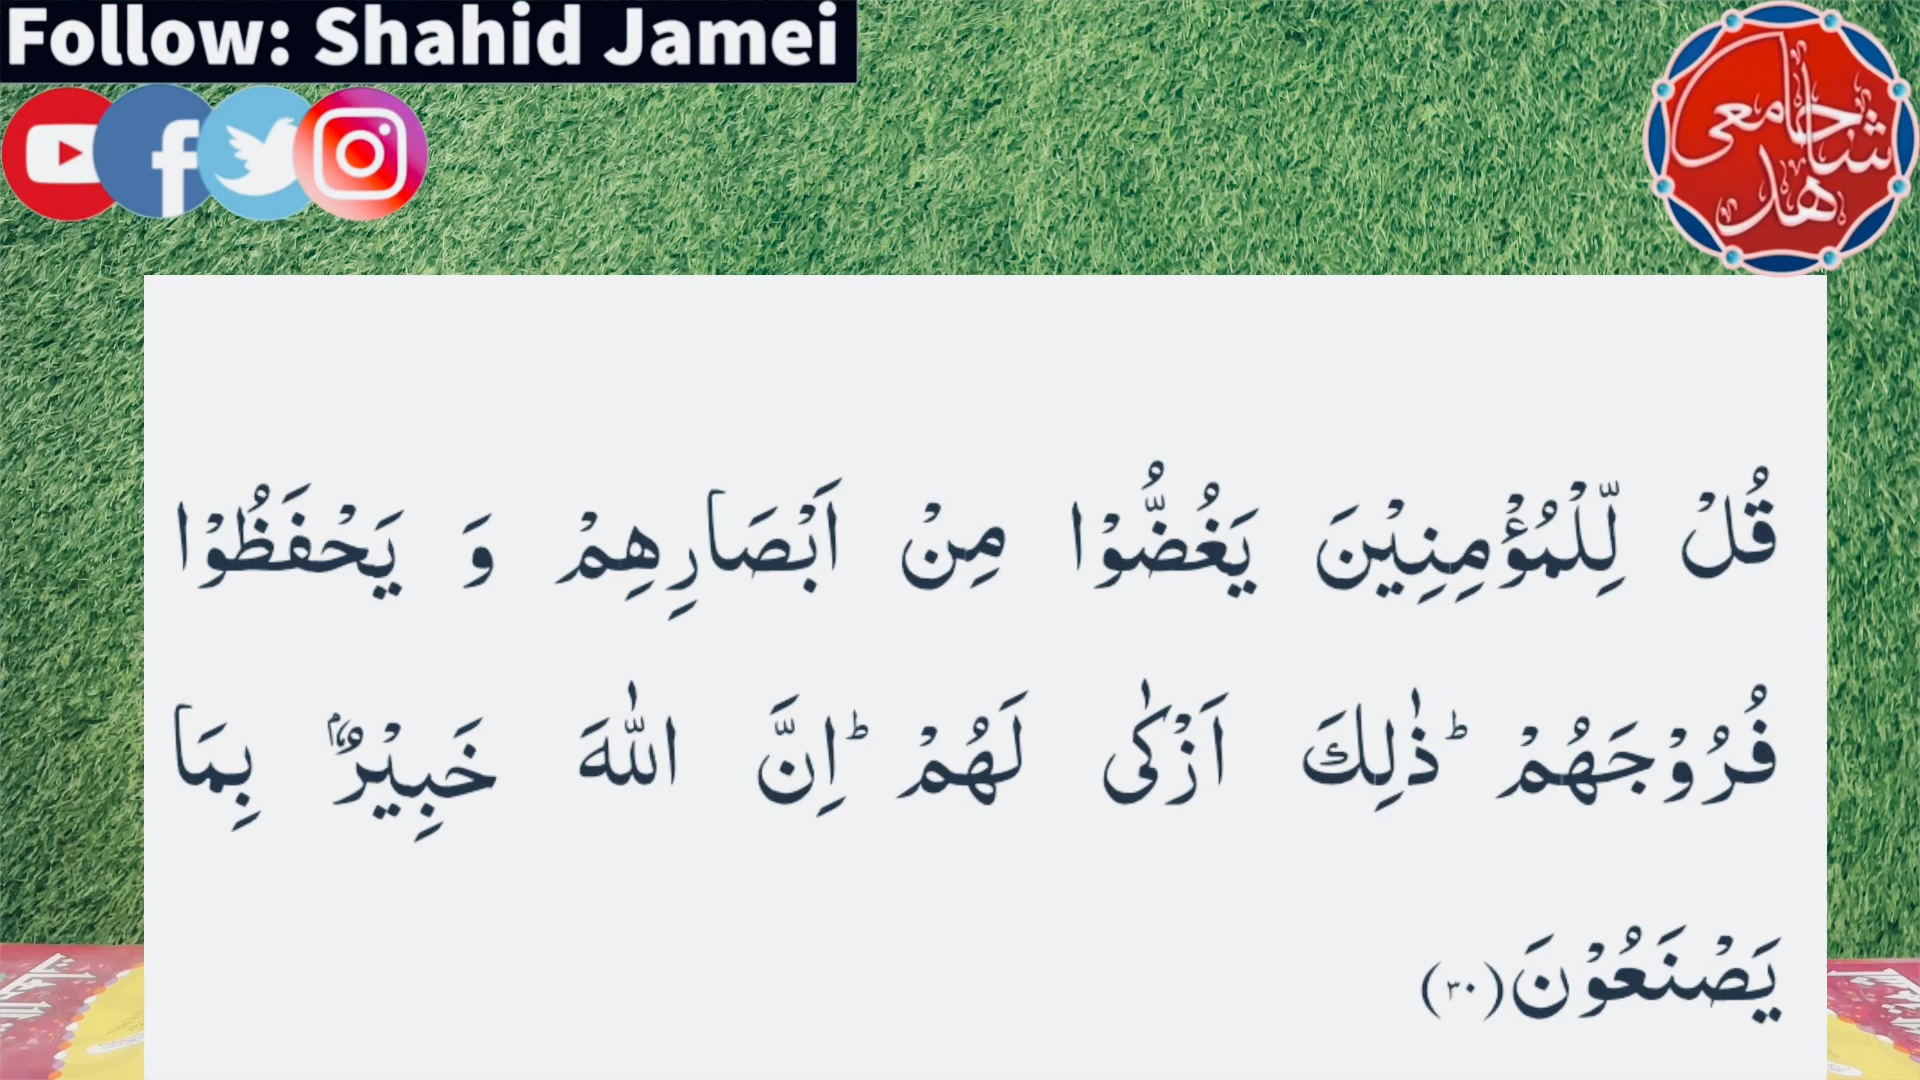 Follow: Shahid Jamei
شاهد جامعی
قُلْ لِّلْمُؤْمِنِیْنَ یَغُضُّوْا مِنْ اَبْصَارِهِمْ وَ یَحْفَظُوْا
فُرُوْجَهُمْؕ-ذٰلِكَ اَزْكٰى لَهُمْؕ-اِنَّ اللّٰهَ خَبِیْرٌۢ بِمَا
یَصْنَعُوْنَ(۳۰)